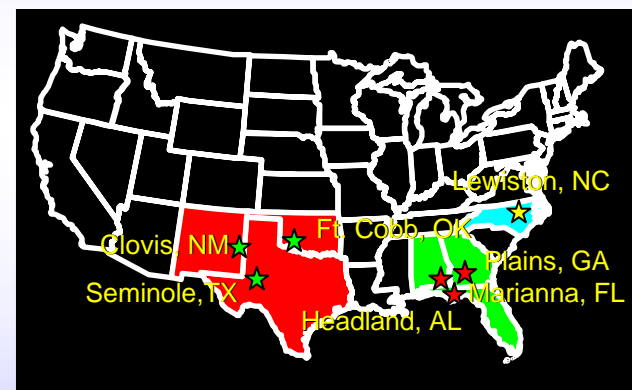 Lewiston, NC
Ft. Cobb, OK
Clovis, NM
Plains, GA
Seminole,TX
Marianna, FL
Headland, AL